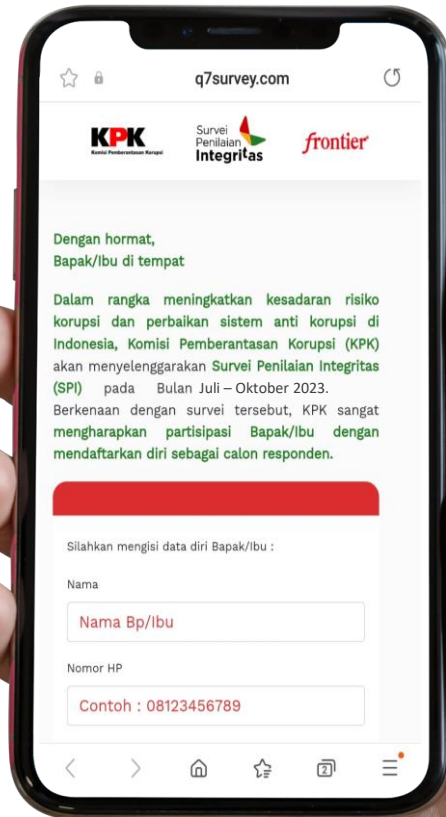 q7survey.com
KPK
Komisi Pemberantasan Korupsi
Survei
Penilaian
Integritas
frontier
Dengan hormat,
Bapak/Ibu di tempat
Dalam rangka meningkatkan kesadaran risiko
korupsi dan perbaikan sistem anti korupsi di
Indonesia, Komisi Pemberantasan Korupsi (KPK)
akan menyelenggarakan Survei Penilaian Integritas
(SPI) pada Bulan Juli – Oktober 2023.
Berkenaan dengan survei tersebut, KPK sangat
mengharapkan partisipasi Bapak/Ibu dengan
mendaftarkan diri sebagai calon responden.
Silahkan mengisi data diri Bapak/Ibu :
Nama
Nama Bp/Ibu
Nomor HP
Contoh : 08123456789
2